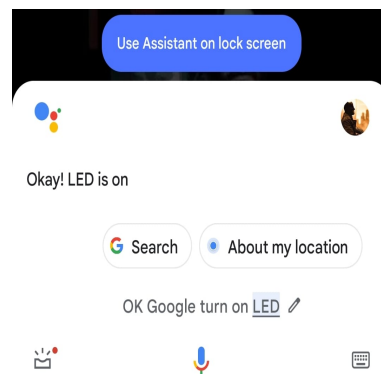 Use Assistant on lock screen
Okay! LED is on
Search
About my location
OK Google turn on LED